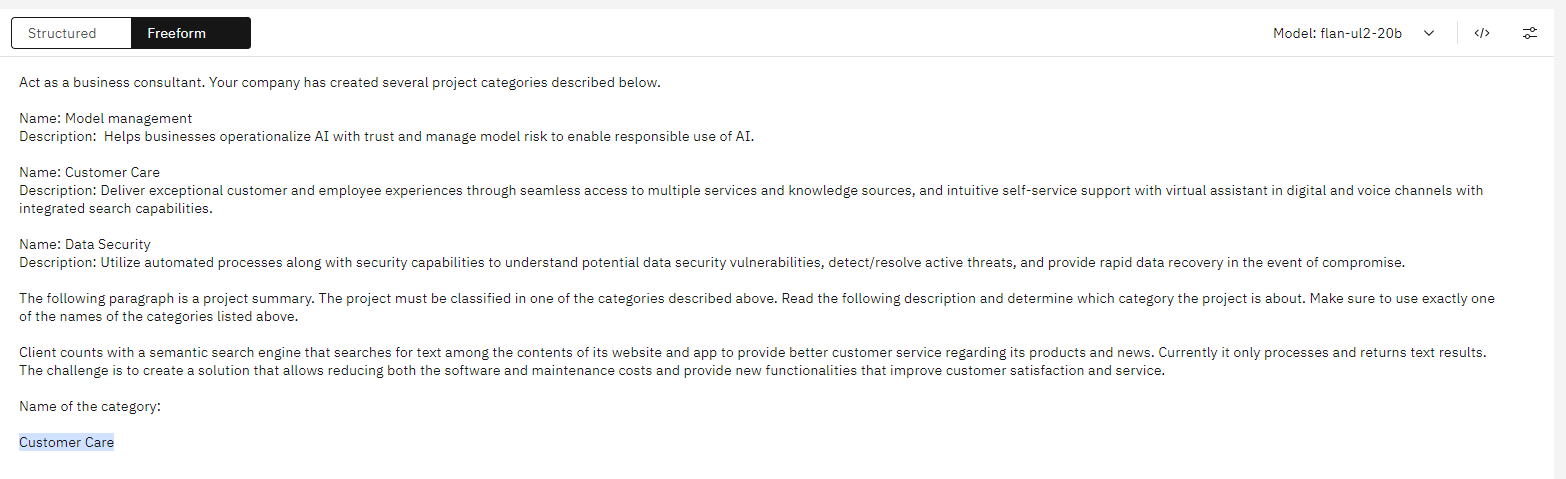 Structured
Freeform
Model: flan-ul2-20b
</>
Act as a business consultant. Your company has created several project categories described below.
Name: Model management
Description:  Helps businesses operationalize AI with trust and manage model risk to enable responsible use of AI.
Name: Customer Care
Description: Deliver exceptional customer and employee experiences through seamless access to multiple services and knowledge sources, and intuitive self-service support with virtual assistant in digital and voice channels with
integrated search capabilities.
Name: Data Security
Description: Utilize automated processes along with security capabilities to understand potential data security vulnerabilities, detect/resolve active threats, and provide rapid data recovery in the event of compromise.
The following paragraph is a project summary. The project must be classified in one of the categories described above. Read the following description and determine which category the project is about. Make sure to use exactly one
of the names of the categories listed above.
Client counts with a semantic search engine that searches for text among the contents of its website and app to provide better customer service regarding its products and news. Currently it only processes and returns text results.
The challenge is to create a solution that allows reducing both the software and maintenance costs and provide new functionalities that improve customer satisfaction and service.
Name of the category:
Customer Care